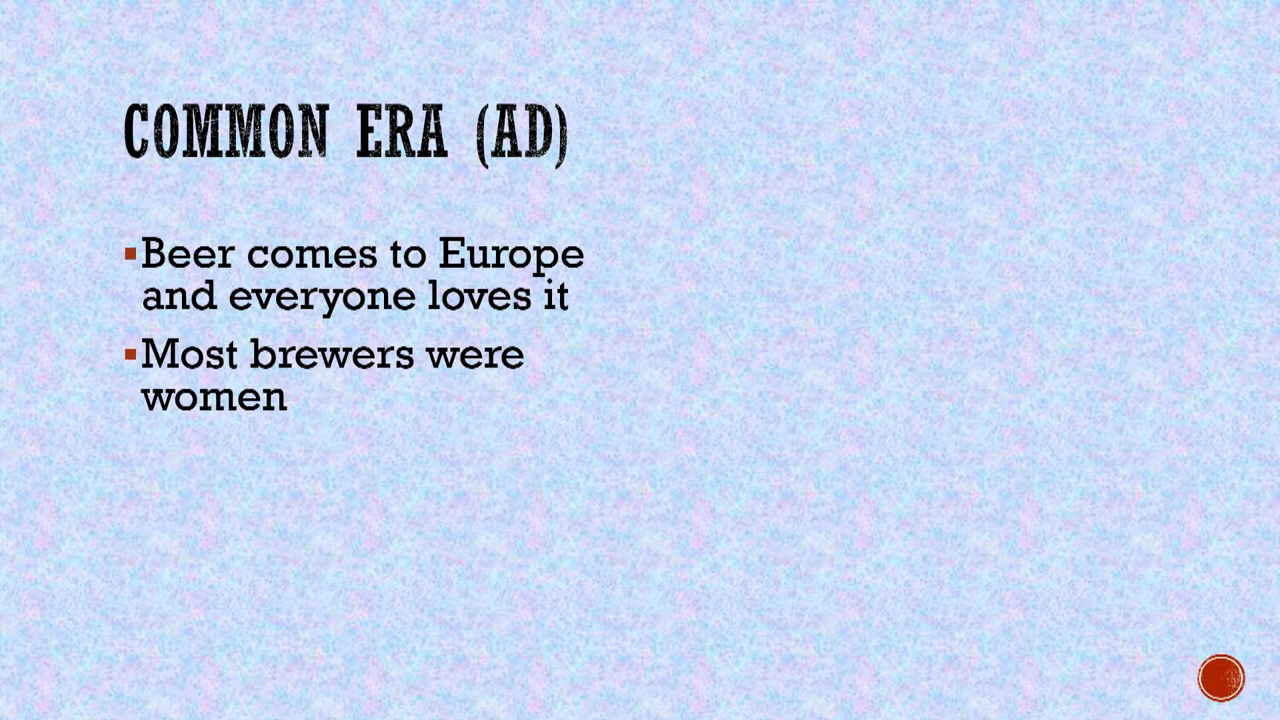 COMMON ERA (AD)
▪Beer comes to Europe
and everyone loves it
▪Most brewers were
women